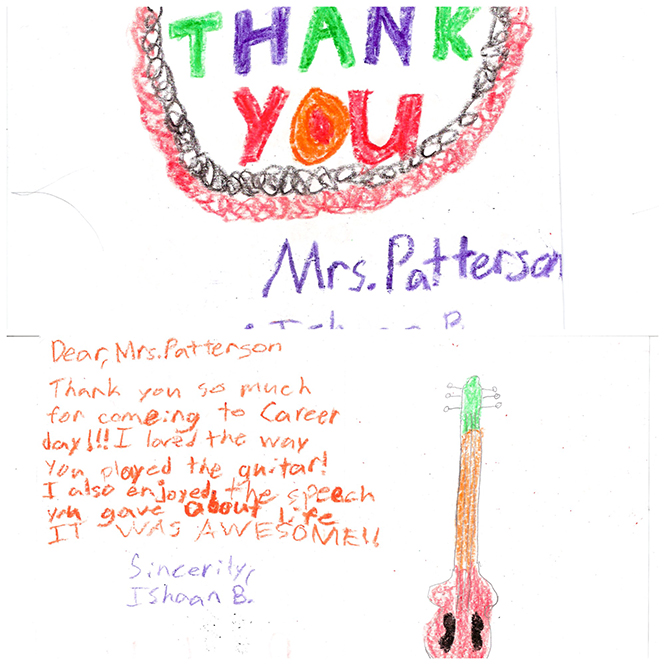 THANK
YOU
Mrs. Patterson
Ishaan B.
Dear, Mrs. Patterson
Thank you so much
for comeing to Career
day!!! I loved the way
You played the guitar!
I also enjoyed, the speech
you gave about life
IT WAS AWESOME!!
Sincerily,
Ishaan B.